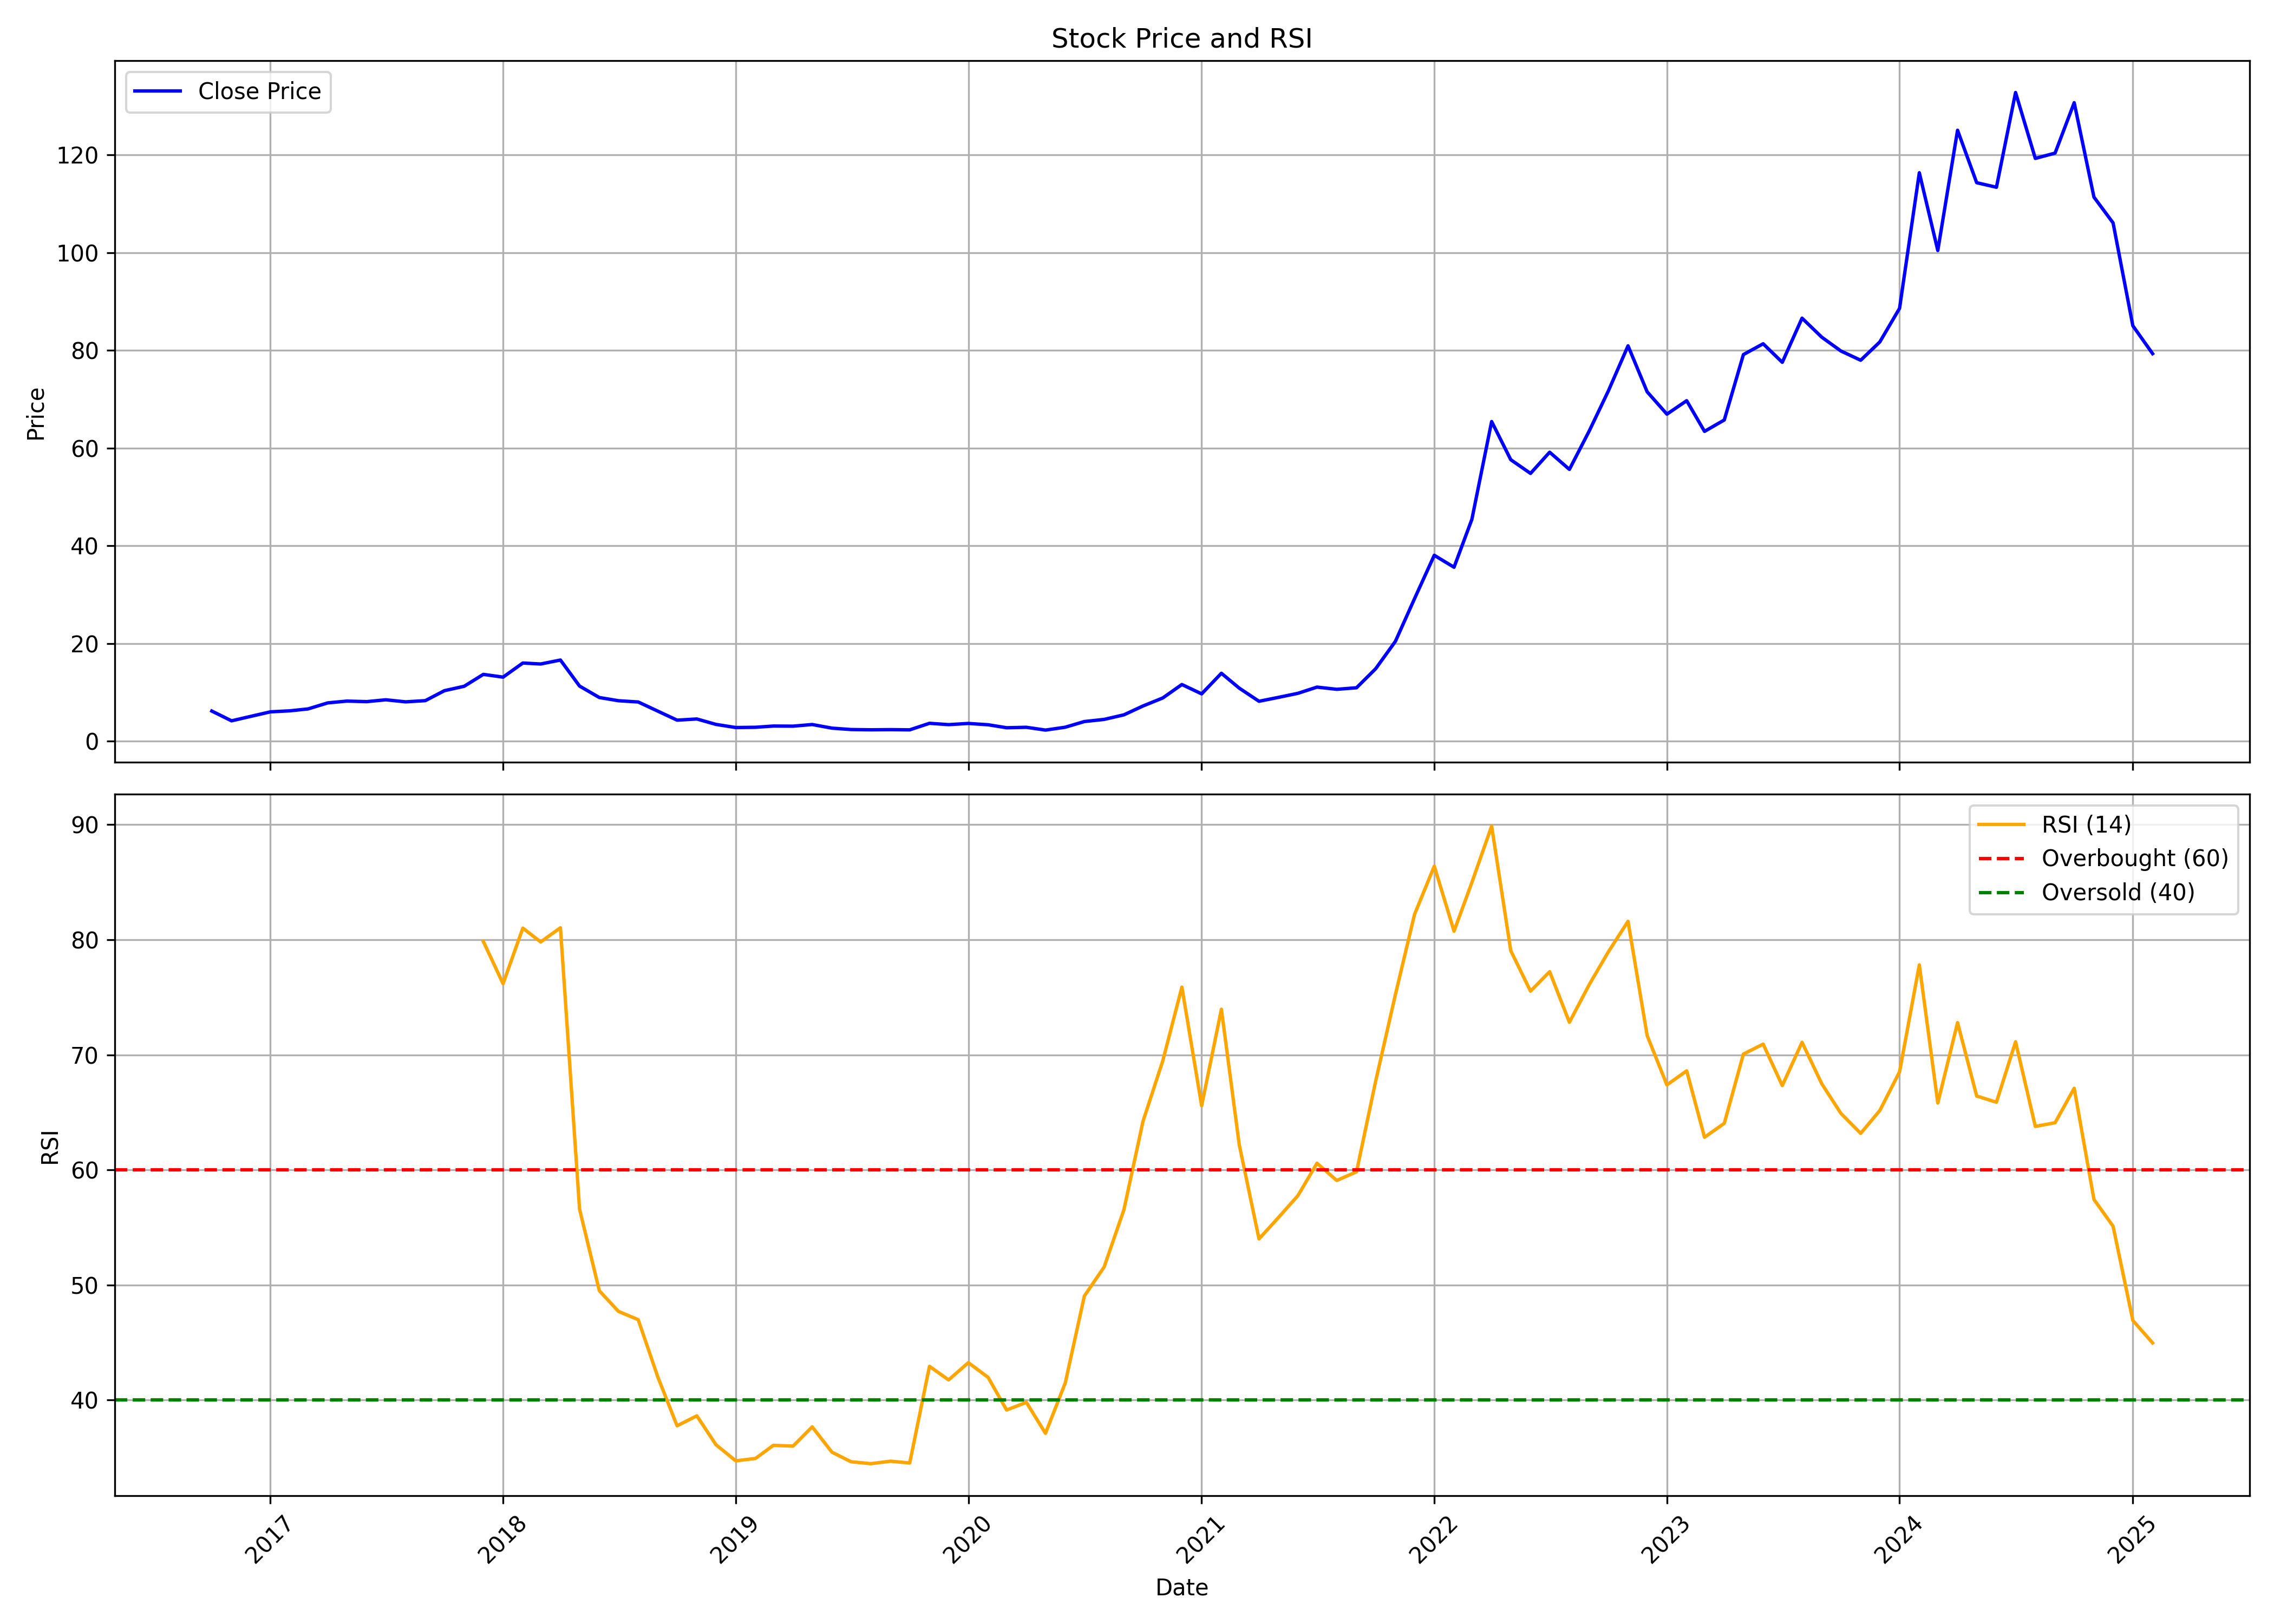 Stock Price and RSI
Close Price
Price
120
100
80
60
40
20
0
RSI (14)
Overbought (60)
Oversold (40)
RSI
90
80
70
60
50
40
2017
2018
2019
2020
2021
2022
2023
2024
2025
Date